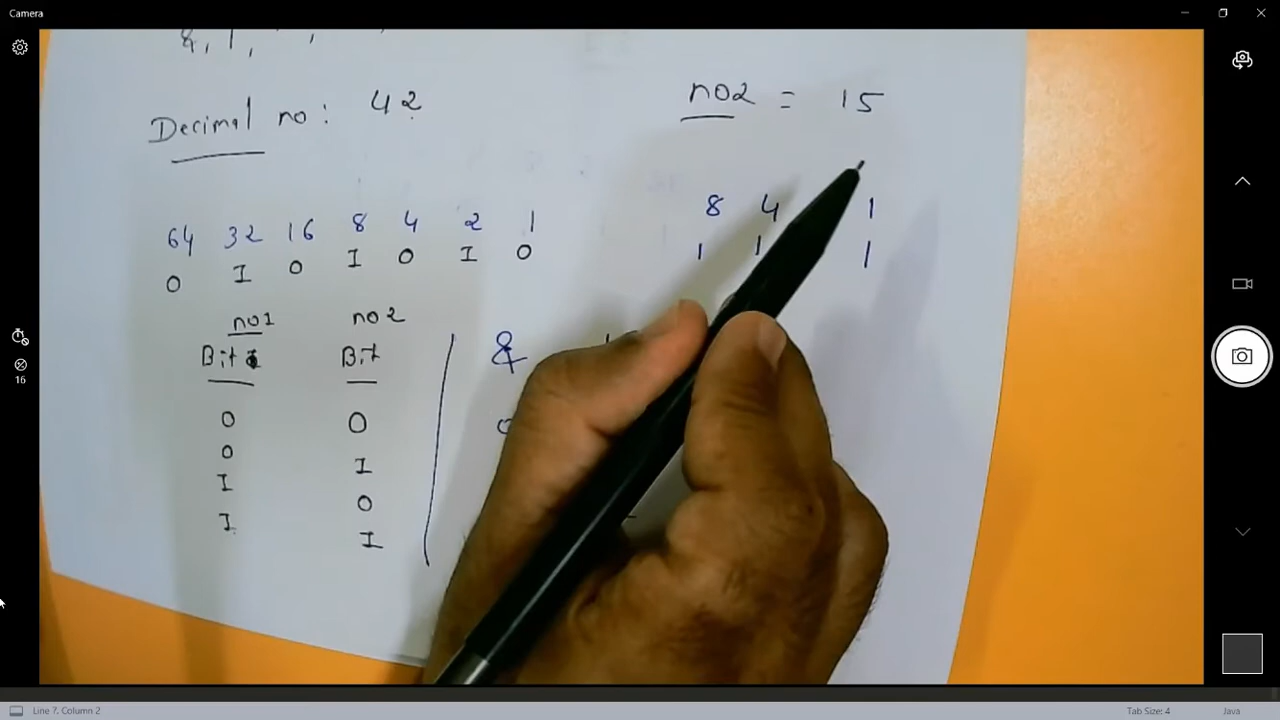 Camera
&, |,
Decimal no: 42
no2 = 15
64 32 16 8 4 2 1
0 1 0 1 0 1 0
8 4 1
1 1 1
no1 no2
Bit Bit &
0 0
0 1
1 0
1 1
16
Line 7, Column 2
Tab Size: 4
Java